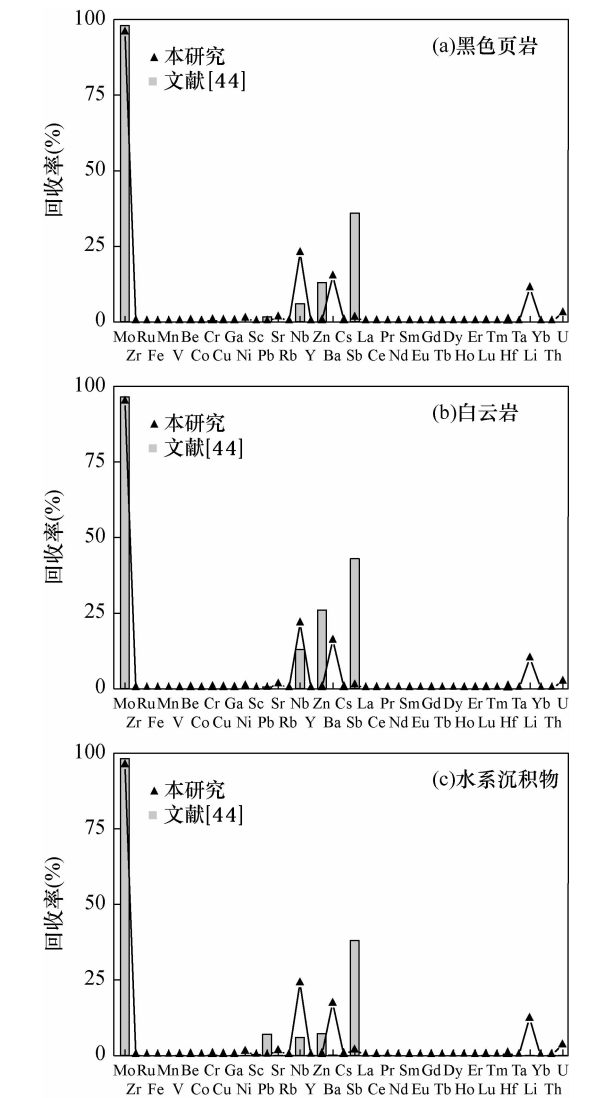 100
(a)黑色页岩
▲ 本研究
文献[44]
75
回收率(%)
50
25
0
Mo Ru Mn Be Cr Ga Sc Sr Nb Zn Cs La Pr Sm Gd Dy Er Tm Ta Yb U
Zr Fe V Co Cu Ni Pb Rb Y Ba Sb Ce Nd Eu Tb Ho Lu Hf Li Th
100
(b)白云岩
▲ 本研究
文献[44]
75
回收率(%)
50
25
0
Mo Ru Mn Be Cr Ga Sc Sr Nb Zn Cs La Pr Sm Gd Dy Er Tm Ta Yb U
Zr Fe V Co Cu Ni Pb Rb Y Ba Sb Ce Nd Eu Tb Ho Lu Hf Li Th
100
(c)水系沉积物
▲ 本研究
文献[44]
75
回收率(%)
50
25
0
Mo Ru Mn Be Cr Ga Sc Sr Nb Zn Cs La Pr Sm Gd Dy Er Tm Ta Yb U
Zr Fe V Co Cu Ni Pb Rb Y Ba Sb Ce Nd Eu Tb Ho Lu Hf Li Th